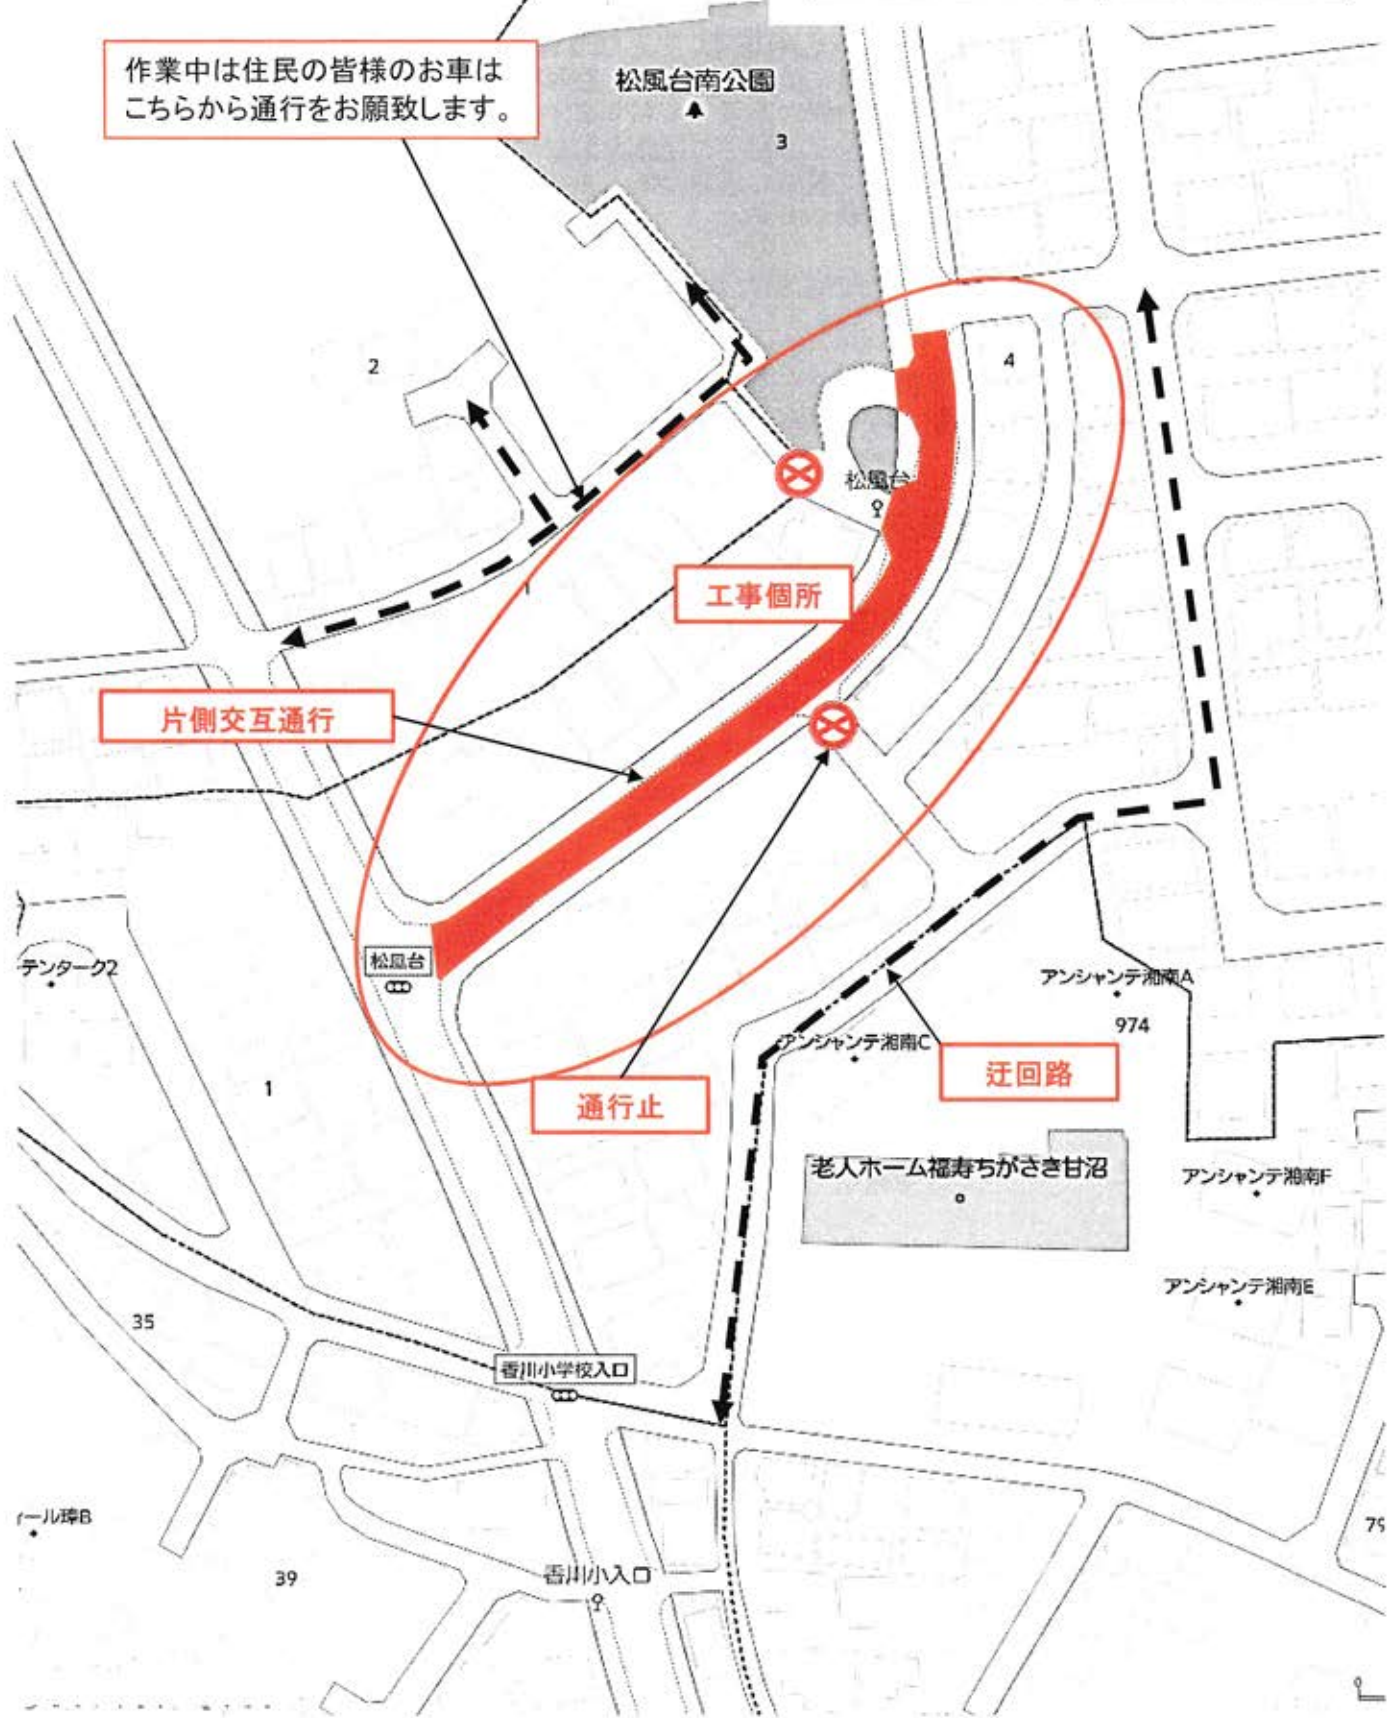 作業中は住民の皆様のお車は
こちらから通行をお願致します。
松風台南公園
3
2
4
松風台
工事個所
片側交互通行
松風台
テンターク2
アンシャンテ湘南A
974
アンシャンテ湘南C
迂回路
1
通行止
老人ホーム福寿ちがさき甘沼
アンシャンテ湘南F
アンシャンテ湘南E
35
香川小学校入口
ール瑋B
79
39
香川小入口